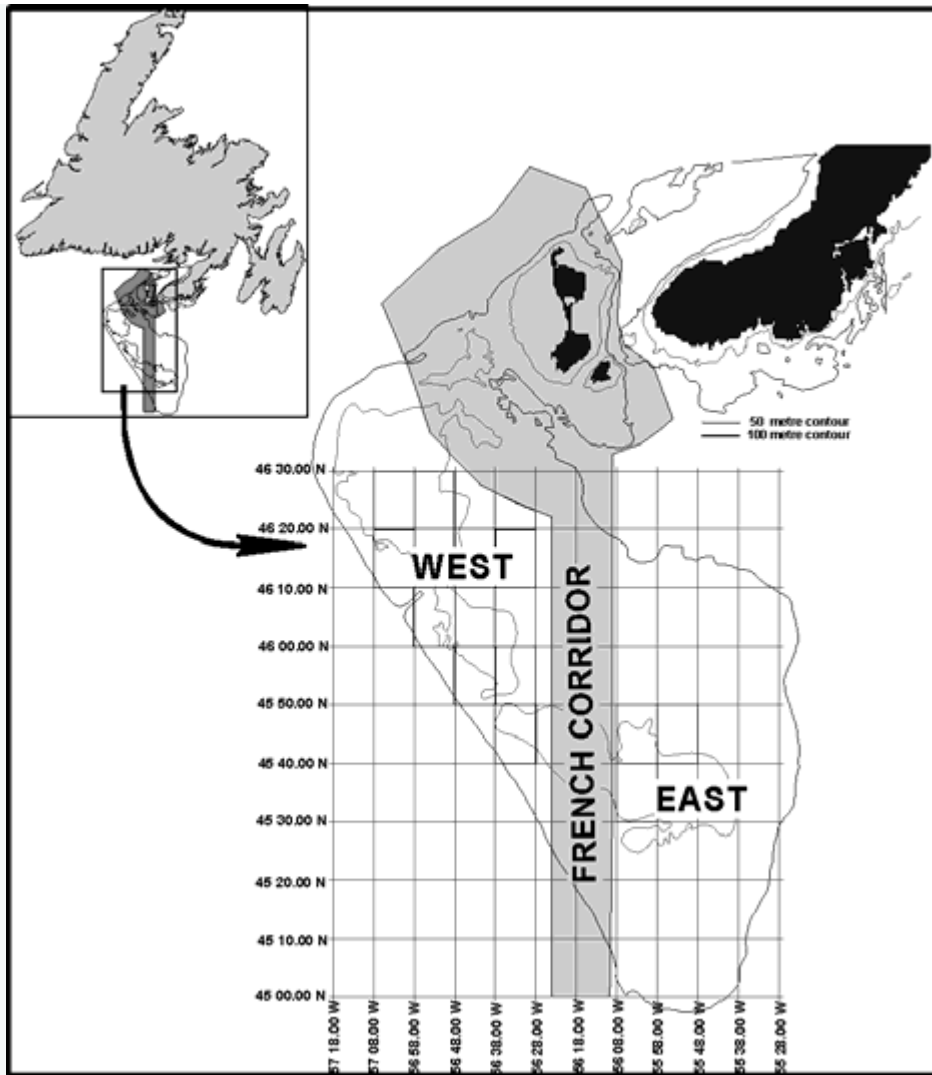 50 metre contour
100 metre contour
46 30.00 N
46 20.00 N
46 10.00 N
46 00.00 N
45 50.00 N
45 40.00 N
45 30.00 N
45 20.00 N
45 10.00 N
45 00.00 N
WEST
FRENCH CORRIDOR
EAST
57 18.00 W
57 08.00 W
56 58.00 W
56 48.00 W
56 38.00 W
56 28.00 W
56 18.00 W
56 08.00 W
55 58.00 W
55 48.00 W
55 38.00 W
55 28.00 W